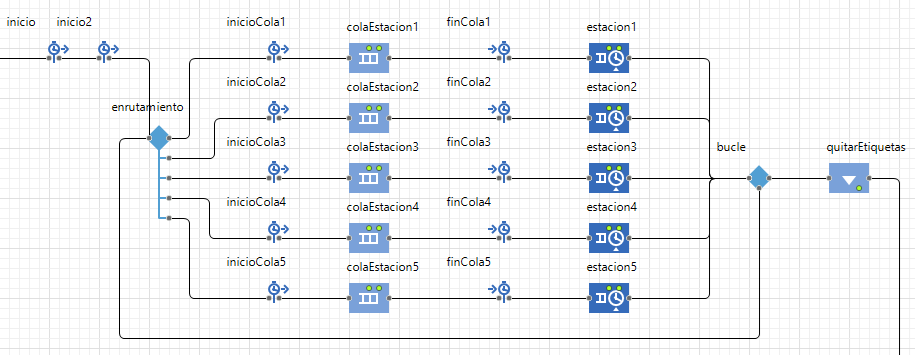 inicio inicio2 inicioCola1 colaEstacion1 finCola1 estacion1
inicioCola2 colaEstacion2 finCola2 estacion2
enrutamiento
inicioCola3 colaEstacion3 finCola3 estacion3 bucle quitarEtiquetas
inicioCola4 colaEstacion4 finCola4 estacion4
inicioCola5 colaEstacion5 finCola5 estacion5